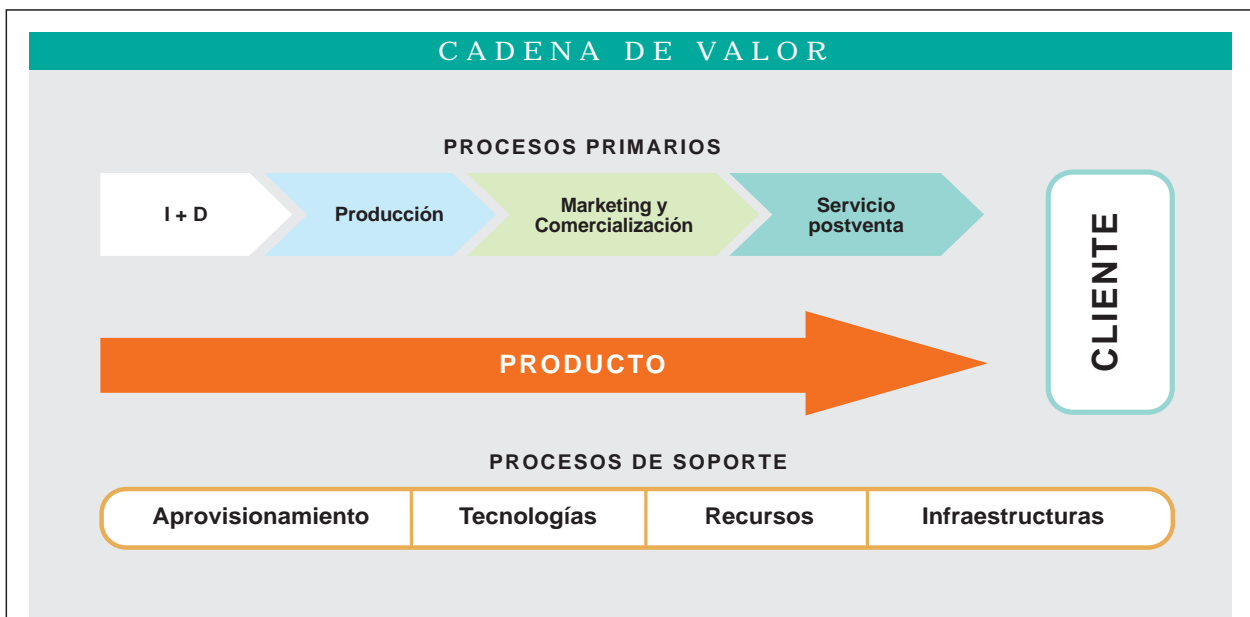 CADENA DE VALOR
PROCESOS PRIMARIOS
I + D
Producción
Marketing y
Comercialización
Servicio
postventa
CLIENTE
PRODUCTO
PROCESOS DE SOPORTE
Aprovisionamiento
Tecnologías
Recursos
Infraestructuras